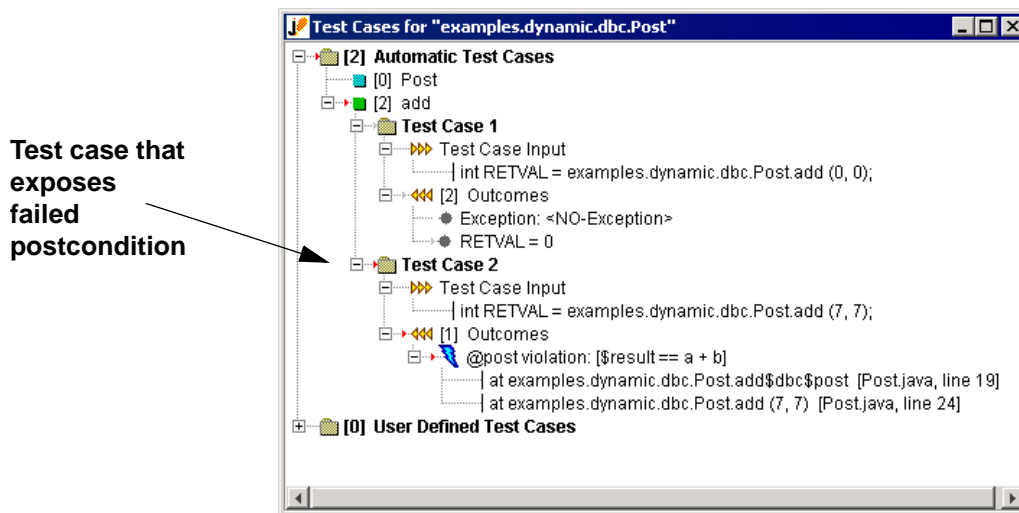 Test Cases for "examples.dynamic.dbc.Post"
[2] Automatic Test Cases
[0] Post
[2] add
Test Case 1
Test Case Input
int RETVAL = examples.dynamic.dbc.Post.add (0, 0);
[2] Outcomes
Exception: <NO-Exception>
RETVAL = 0
Test Case 2
Test Case Input
int RETVAL = examples.dynamic.dbc.Post.add (7, 7);
[1] Outcomes
@post violation: [$result == a + b]
at examples.dynamic.dbc.Post.add$dbc$post [Post.java, line 19]
at examples.dynamic.dbc.Post.add (7, 7) [Post.java, line 24]
[0] User Defined Test Cases
Test case that
exposes
failed
postcondition